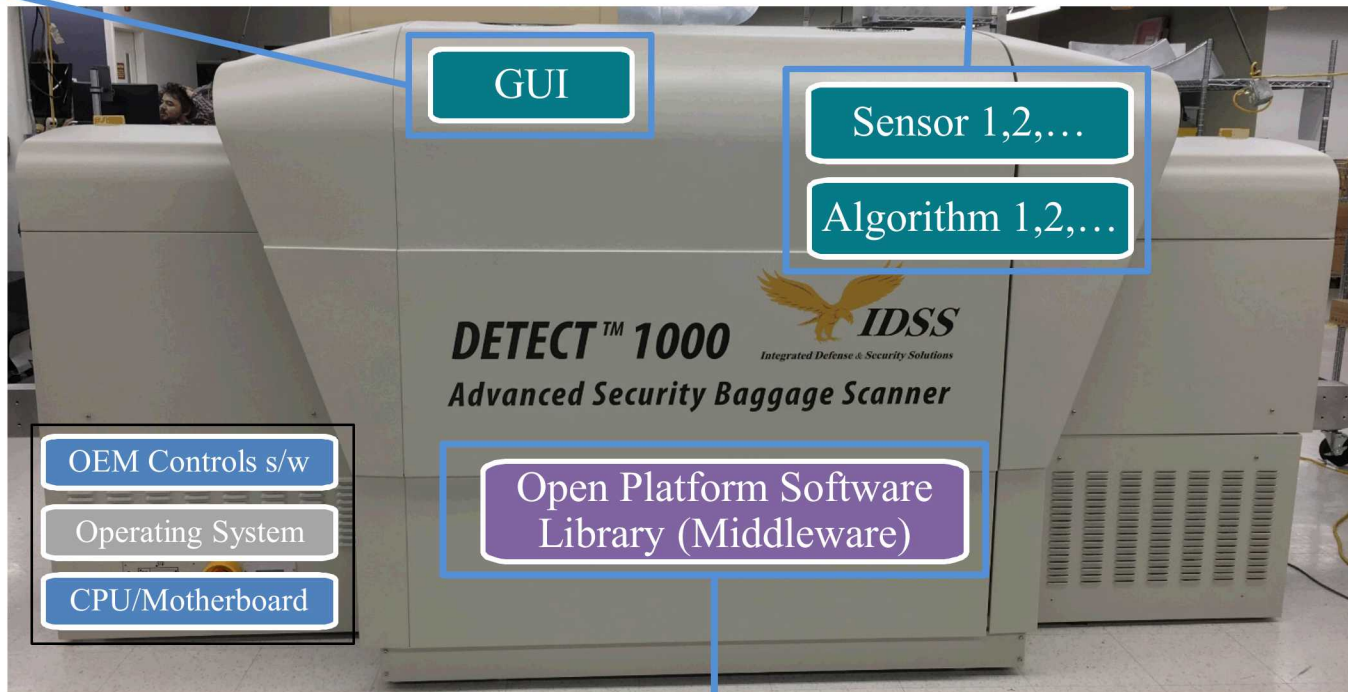 GUI
Sensor 1,2,…
Algorithm 1,2,…
IDSS
Integrated Defense & Security Solutions
DETECT™ 1000
Advanced Security Baggage Scanner
OEM Controls s/w
Operating System
CPU/Motherboard
Open Platform Software
Library (Middleware)